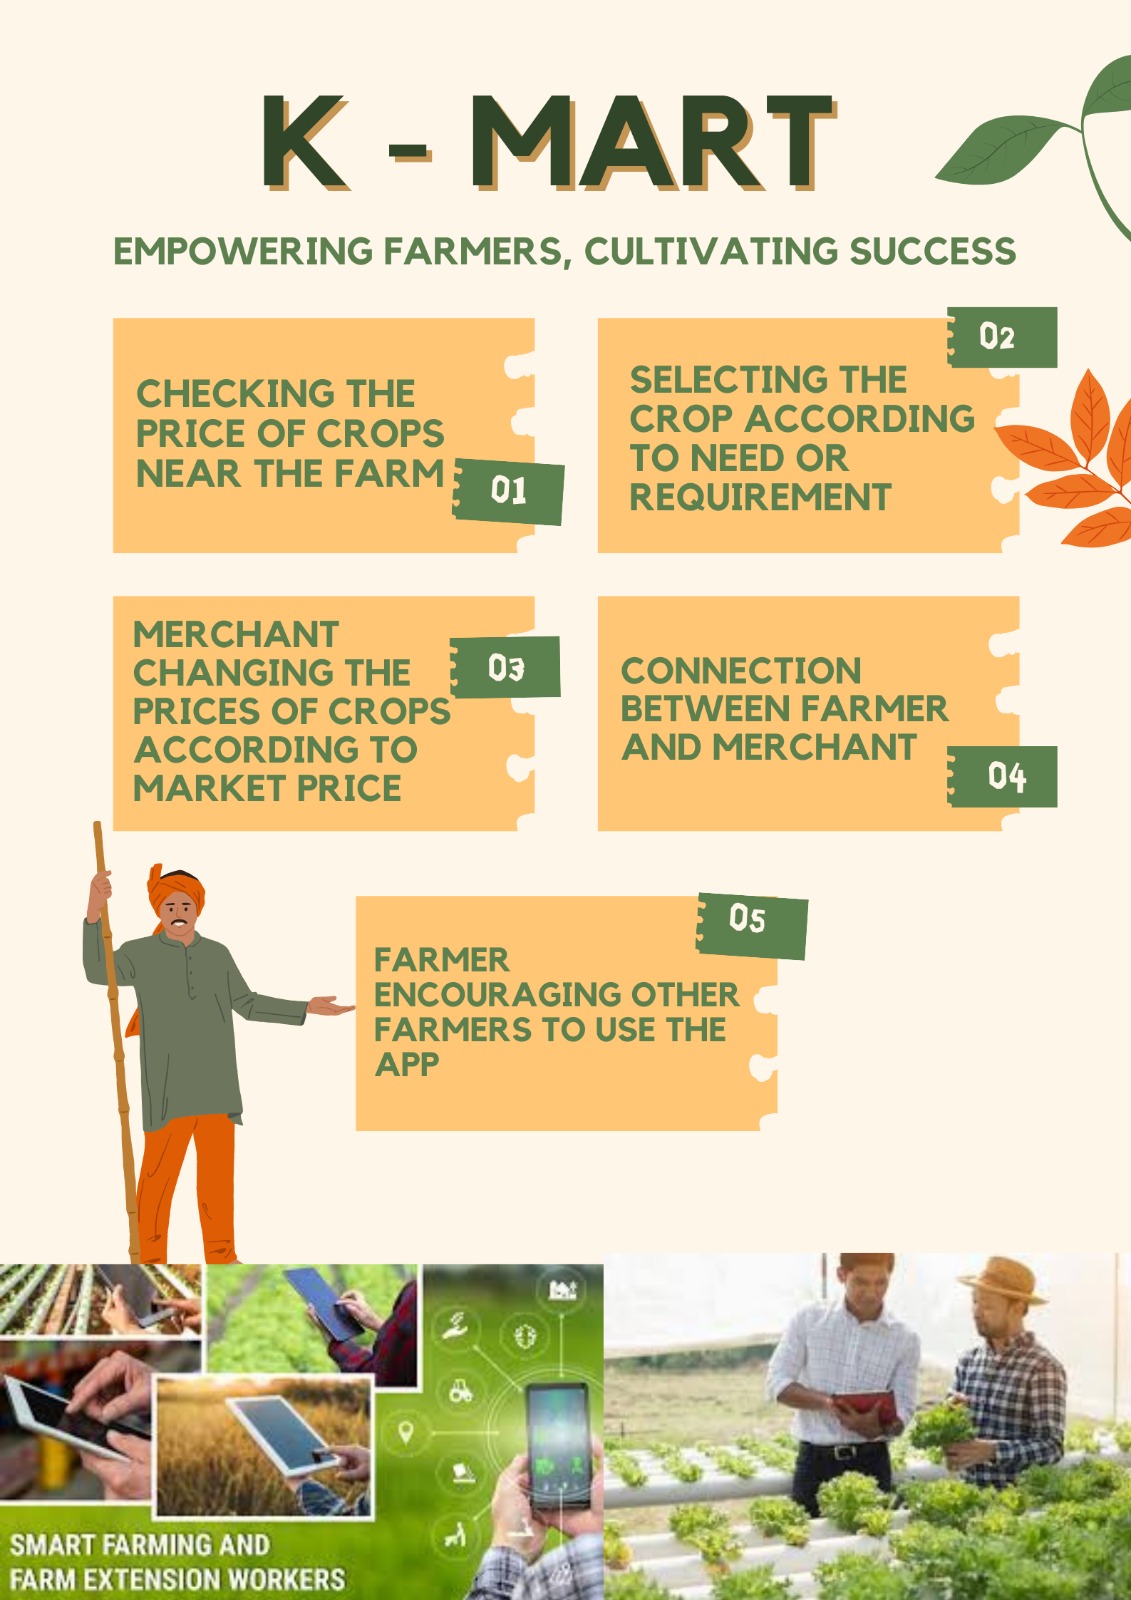 K - MART
EMPOWERING FARMERS, CULTIVATING SUCCESS
CHECKING THE
PRICE OF CROPS
NEAR THE FARM
01
02
SELECTING THE
CROP ACCORDING
TO NEED OR
REQUIREMENT
MERCHANT
CHANGING THE
PRICES OF CROPS
ACCORDING TO
MARKET PRICE
03
CONNECTION
BETWEEN FARMER
AND MERCHANT
04
05
FARMER
ENCOURAGING OTHER
FARMERS TO USE THE
APP
SMART FARMING AND
FARM EXTENSION WORKERS